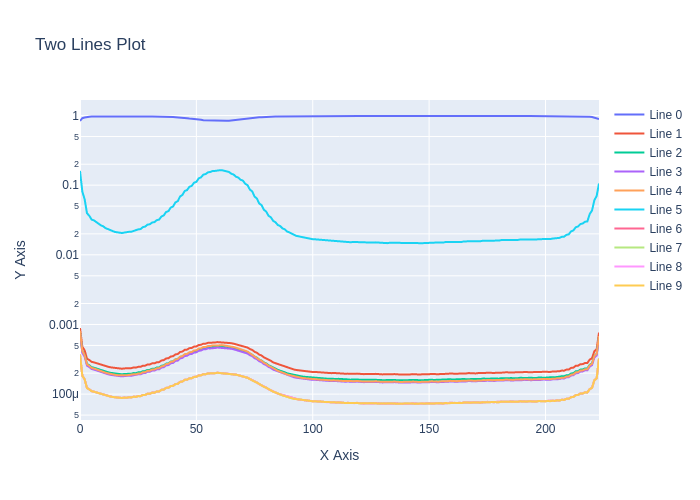 Two Lines Plot
1
5
2
0.1
5
2
0.01
5
2
0.001
5
2
100μ
5
0 50 100 150 200
X Axis
Y Axis
Line 0
Line 1
Line 2
Line 3
Line 4
Line 5
Line 6
Line 7
Line 8
Line 9